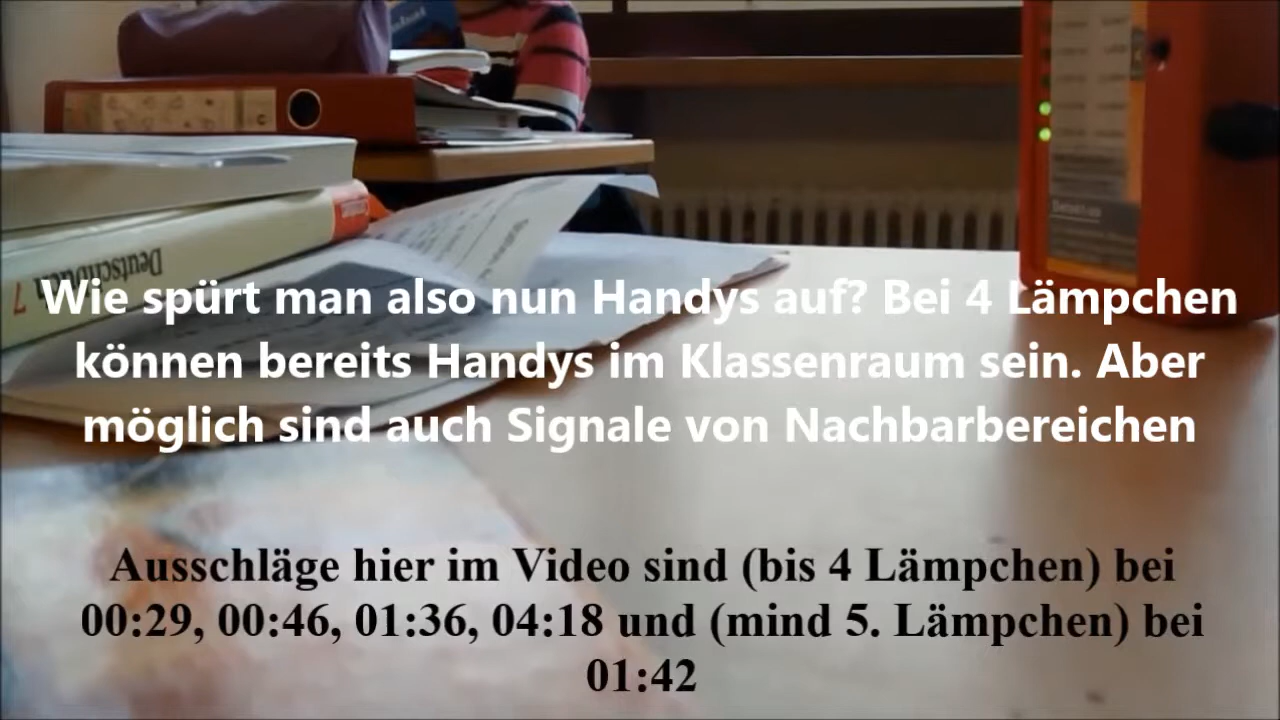 Deutschbuch 7
Wie spürt man also nun Handys auf? Bei 4 Lämpchen
können bereits Handys im Klassenraum sein. Aber
möglich sind auch Signale von Nachbarbereichen
Ausschläge hier im Video sind (bis 4 Lämpchen) bei
00:29, 00:46, 01:36, 04:18 und (mind 5. Lämpchen) bei
01:42